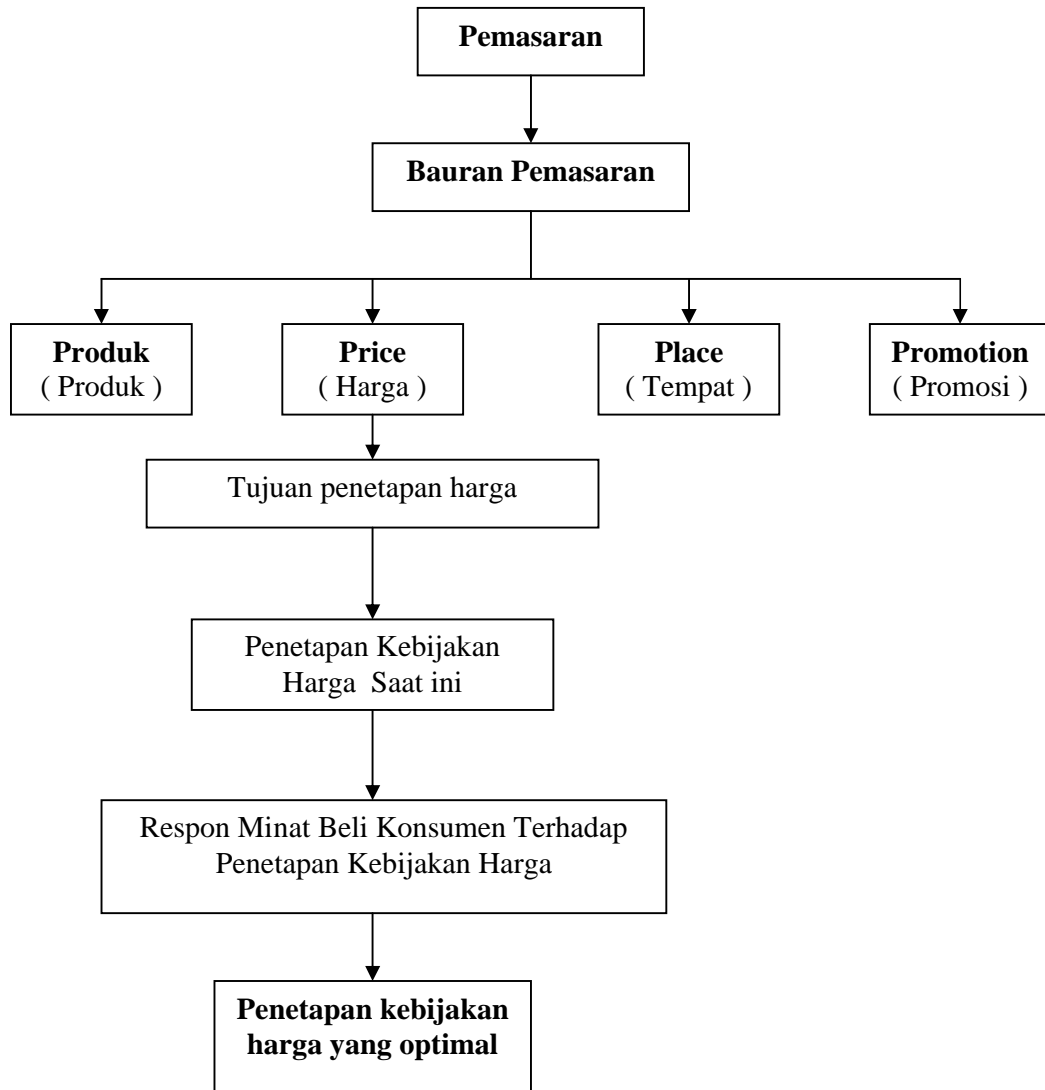 Pemasaran
Bauran Pemasaran
Produk
( Produk )
Price
( Harga )
Place
( Tempat )
Promotion
( Promosi )
Tujuan penetapan harga
Penetapan Kebijakan
Harga  Saat ini
Respon Minat Beli Konsumen Terhadap
Penetapan Kebijakan Harga
Penetapan kebijakan
harga yang optimal